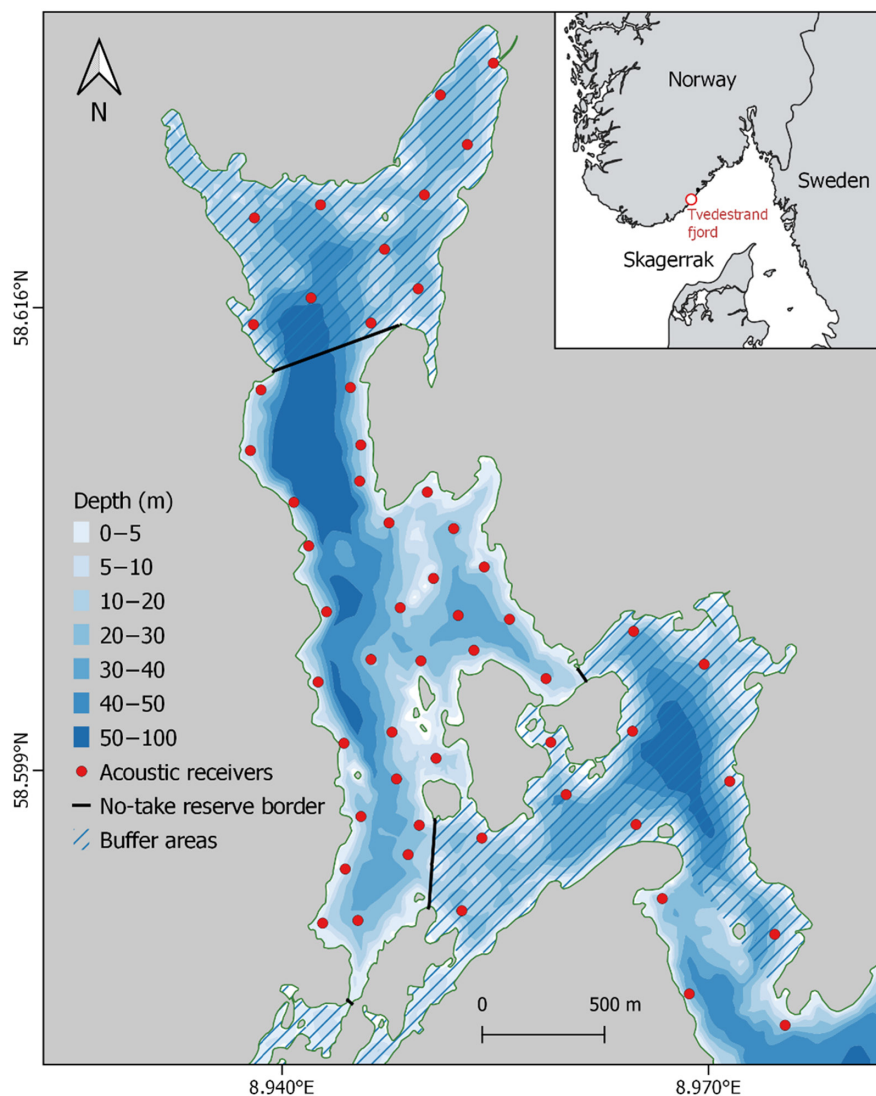 N
Norway
Sweden
Tvedestrand
fjord
Skagerrak
58.616°N
Depth (m)
0–5
5–10
10–20
20–30
30–40
40–50
50–100
Acoustic receivers
No-take reserve border
Buffer areas
58.599°N
0 500 m
8.940°E 8.970°E